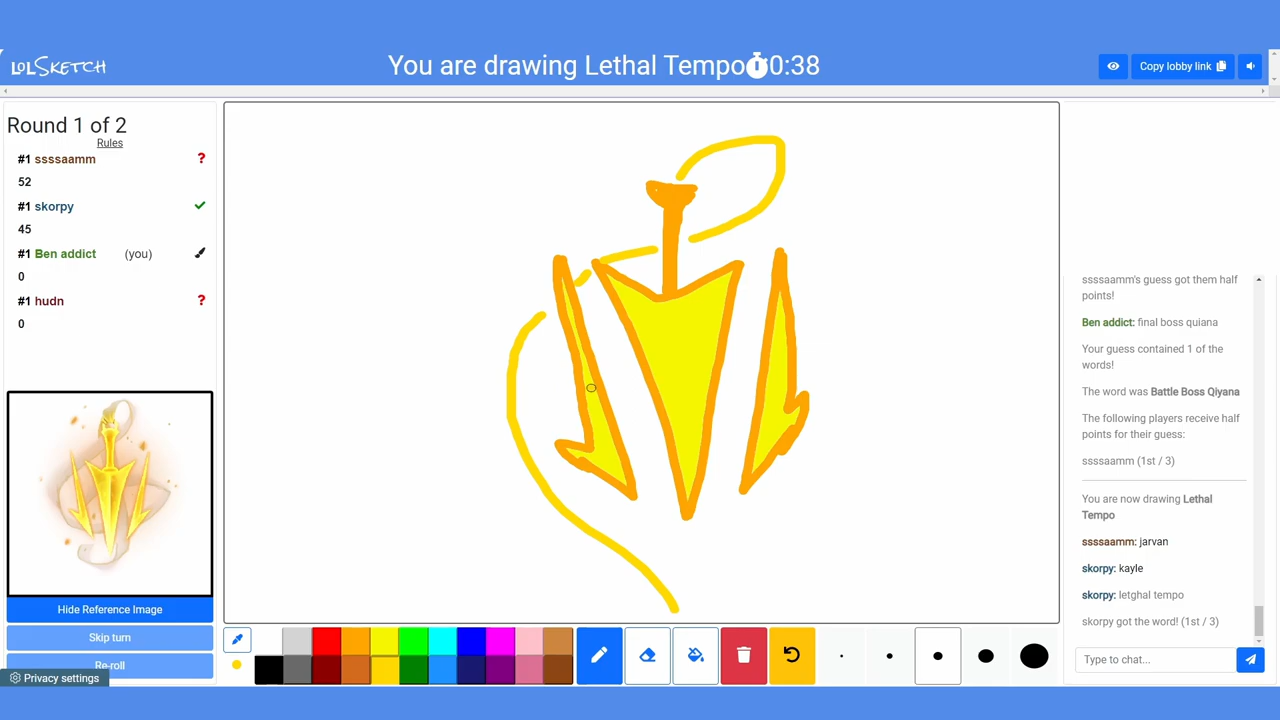 LOLSKETCH
You are drawing Lethal Tempo 0:38
Copy lobby link
Round 1 of 2
Rules
#1 ssssaamm ?
52
#1 skorpy
45
#1 Ben addict (you)
0
#1 hudn ?
0
Hide Reference Image
Skip turn
Re-roll
Privacy settings
ssssaamm's guess got them half
points!
Ben addict: final boss quiana
Your guess contained 1 of the
words!
The word was Battle Boss Qiyana
The following players receive half
points for their guess:
ssssaamm (1st / 3)
You are now drawing Lethal
Tempo
ssssaamm: jarvan
skorpy: kayle
skorpy: letghal tempo
skorpy got the word! (1st / 3)
Type to chat...